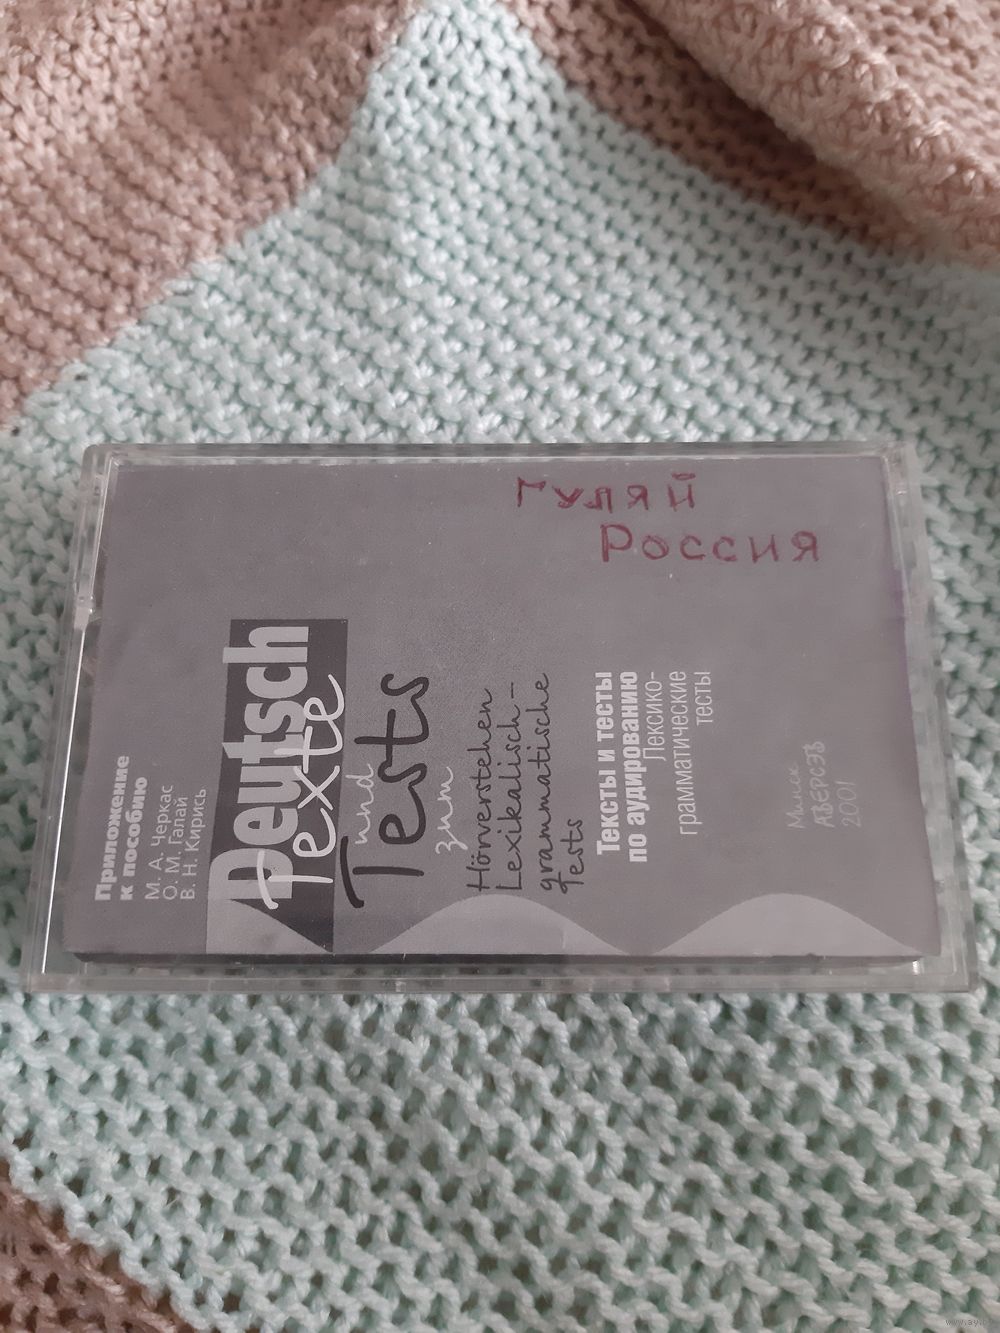 Гуляй
Россия
Приложение
к пособию
М. А. Черкас
О. М. Галай
В. Н. Кирись
Deutsch
Texte
und
Tests
zum
Hörverstehen
Lexikalisch-
grammatische
Tests
Тексты и тесты
по аудированию
Лексико-
грамматические
тесты
Минск
АВЕРСЭВ
2001